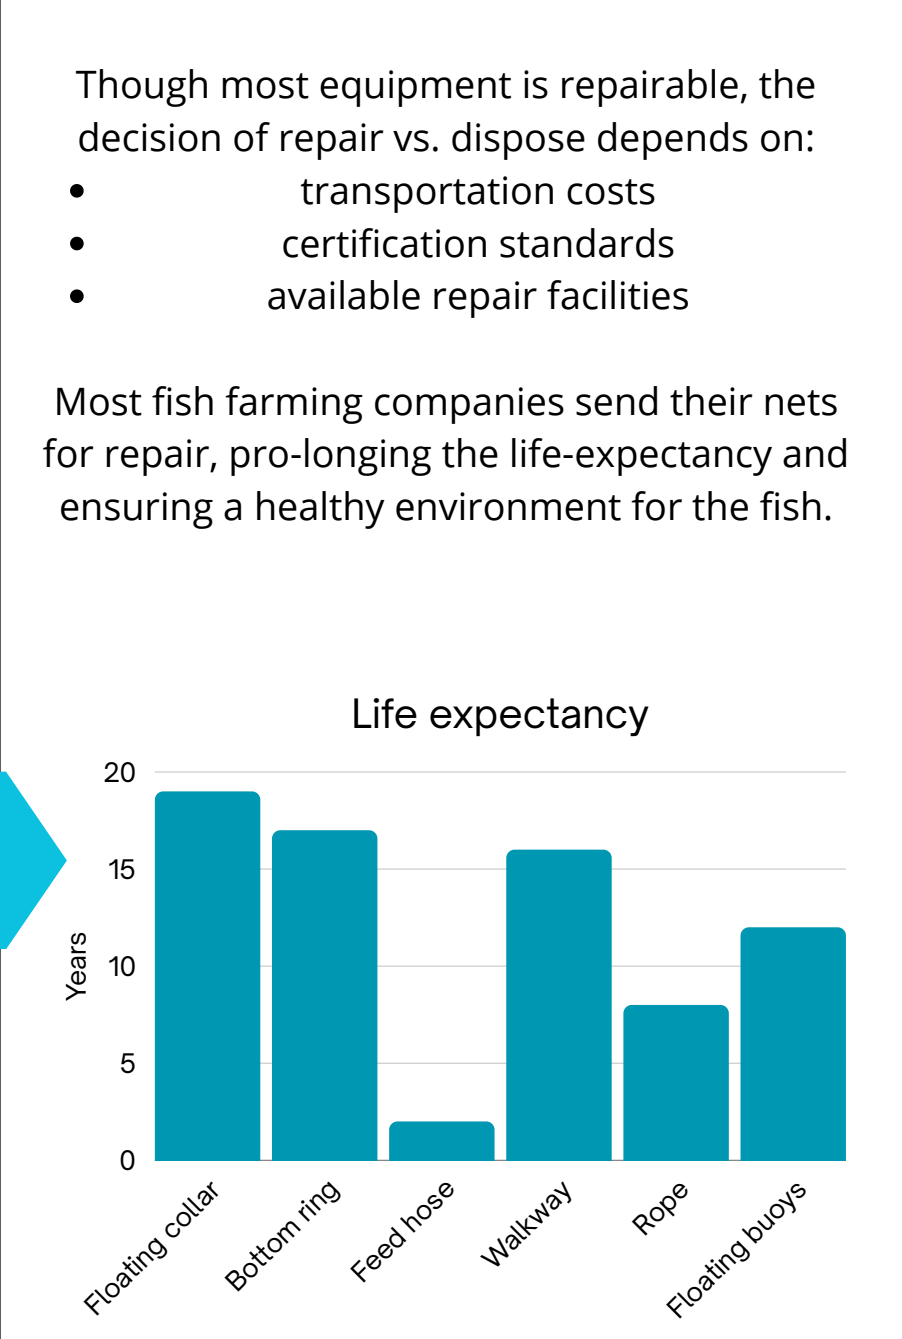 Though most equipment is repairable, the
decision of repair vs. dispose depends on:
• transportation costs
• certification standards
• available repair facilities
Most fish farming companies send their nets
for repair, pro-longing the life-expectancy and
ensuring a healthy environment for the fish.
Life expectancy
20
15
10
5
0
Years
Floating collar
Bottom ring
Feed hose
Walkway
Rope
Floating buoys